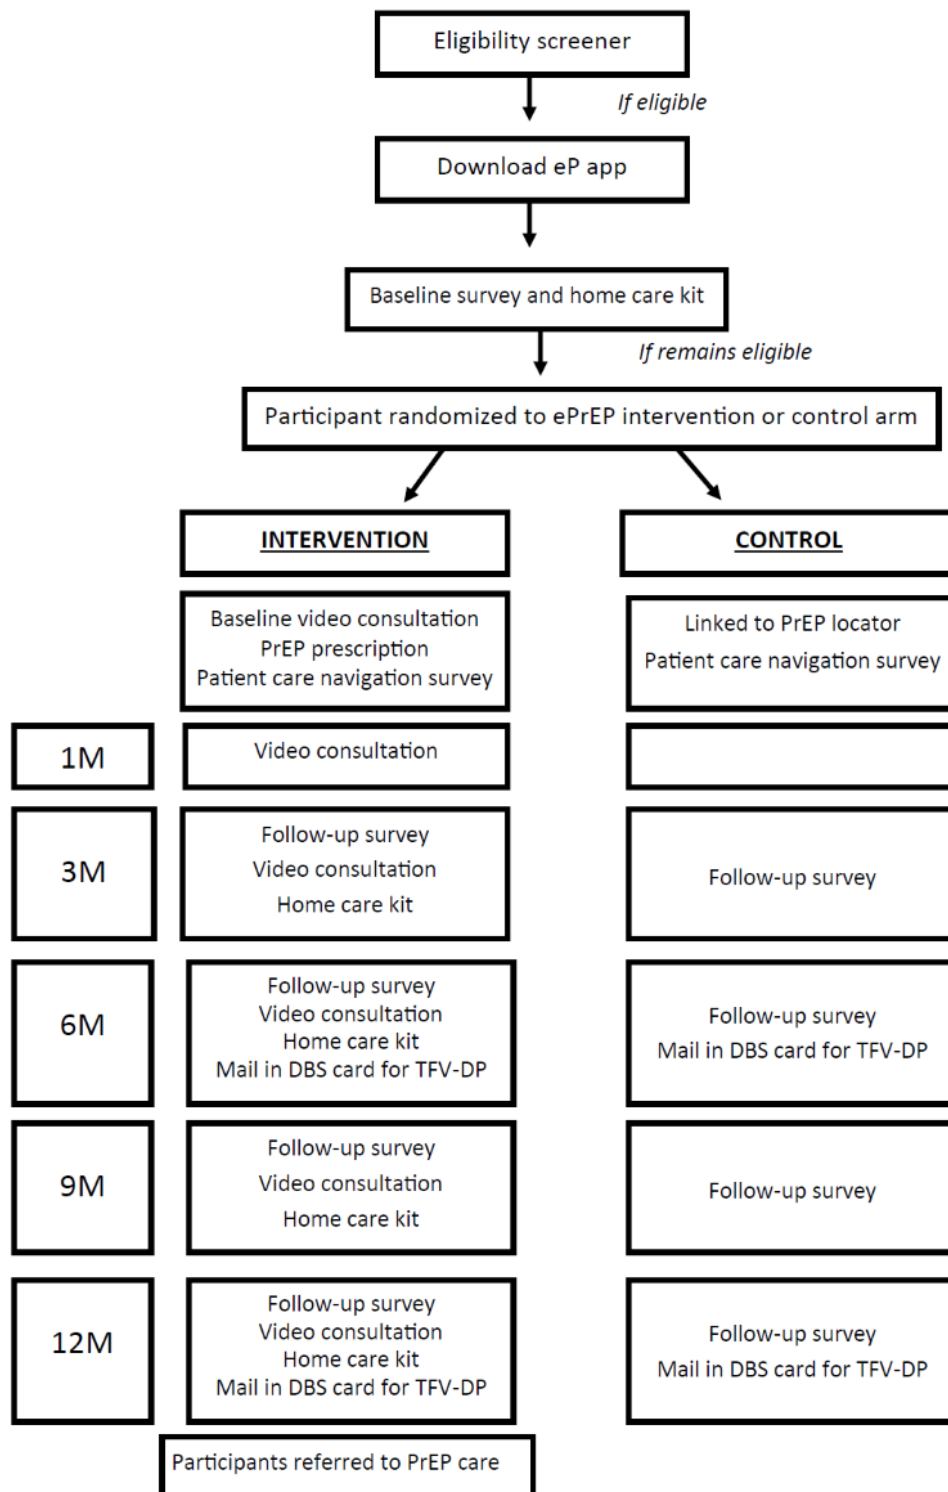 Eligibility screener
If eligible
Download eP app
Baseline survey and home care kit
If remains eligible
Participant randomized to ePrEP intervention or control arm
INTERVENTION
CONTROL
Baseline video consultation
PrEP prescription
Patient care navigation survey
Linked to PrEP locator
Patient care navigation survey
1M
Video consultation
3M
Follow-up survey
Video consultation
Home care kit
Follow-up survey
6M
Follow-up survey
Video consultation
Home care kit
Mail in DBS card for TFV-DP
Follow-up survey
Mail in DBS card for TFV-DP
9M
Follow-up survey
Video consultation
Home care kit
Follow-up survey
12M
Follow-up survey
Video consultation
Home care kit
Mail in DBS card for TFV-DP
Follow-up survey
Mail in DBS card for TFV-DP
Participants referred to PrEP care